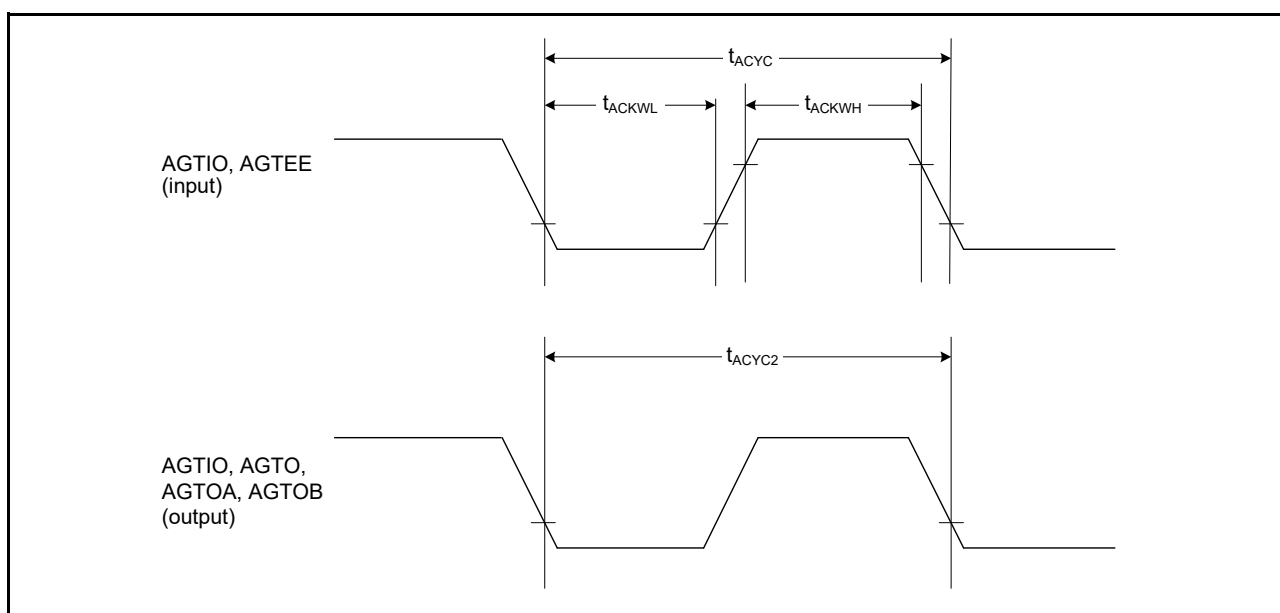 tACYC
tACKWL
tACKWH
AGTIO, AGTEE
(input)
tACYC2
AGTIO, AGTO,
AGTOA, AGTOB
(output)